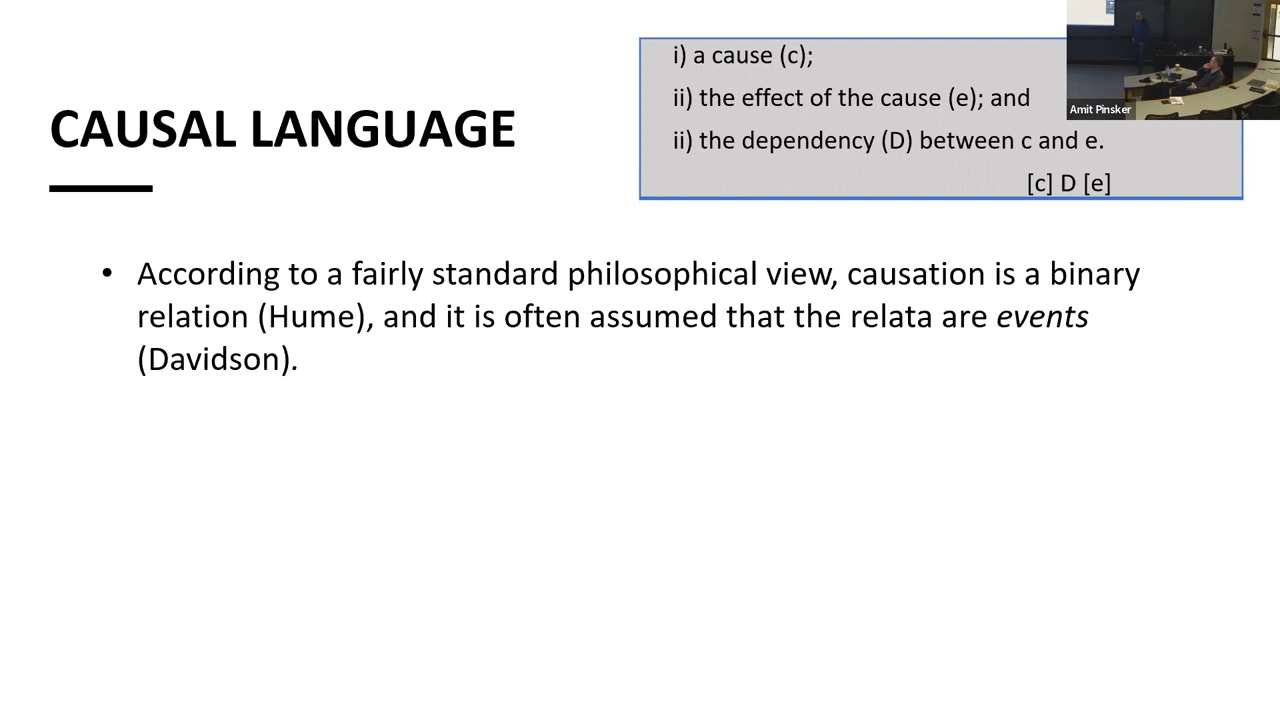 CAUSAL LANGUAGE
i) a cause (c);
ii) the effect of the cause (e); and
ii) the dependency (D) between c and e.
[c] D [e]
Amit Pinsker
• According to a fairly standard philosophical view, causation is a binary
relation (Hume), and it is often assumed that the relata are events
(Davidson).